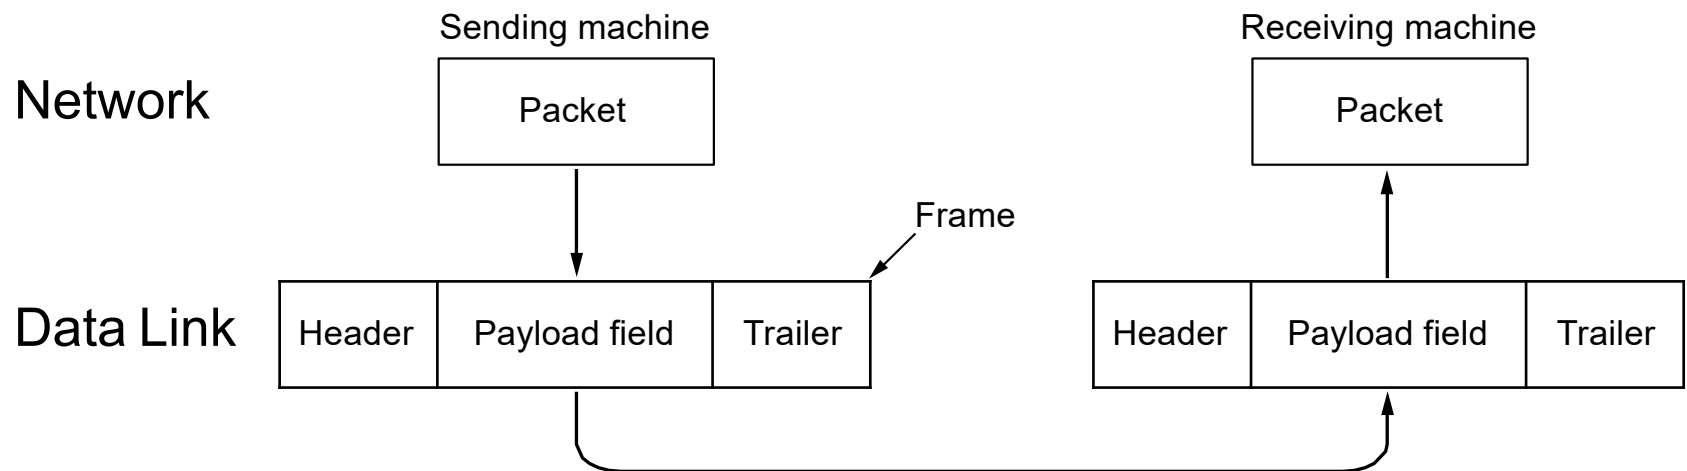 Sending machine
Receiving machine
Network
Packet
Packet
Frame
Data Link
Header
Payload field
Trailer
Header
Payload field
Trailer